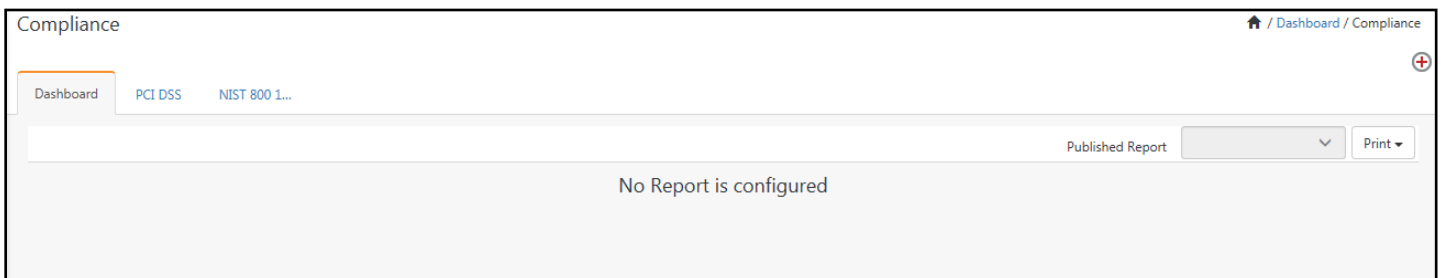 Compliance
/ Dashboard / Compliance
Dashboard PCI DSS NIST 800 1...
Published Report Print
No Report is configured